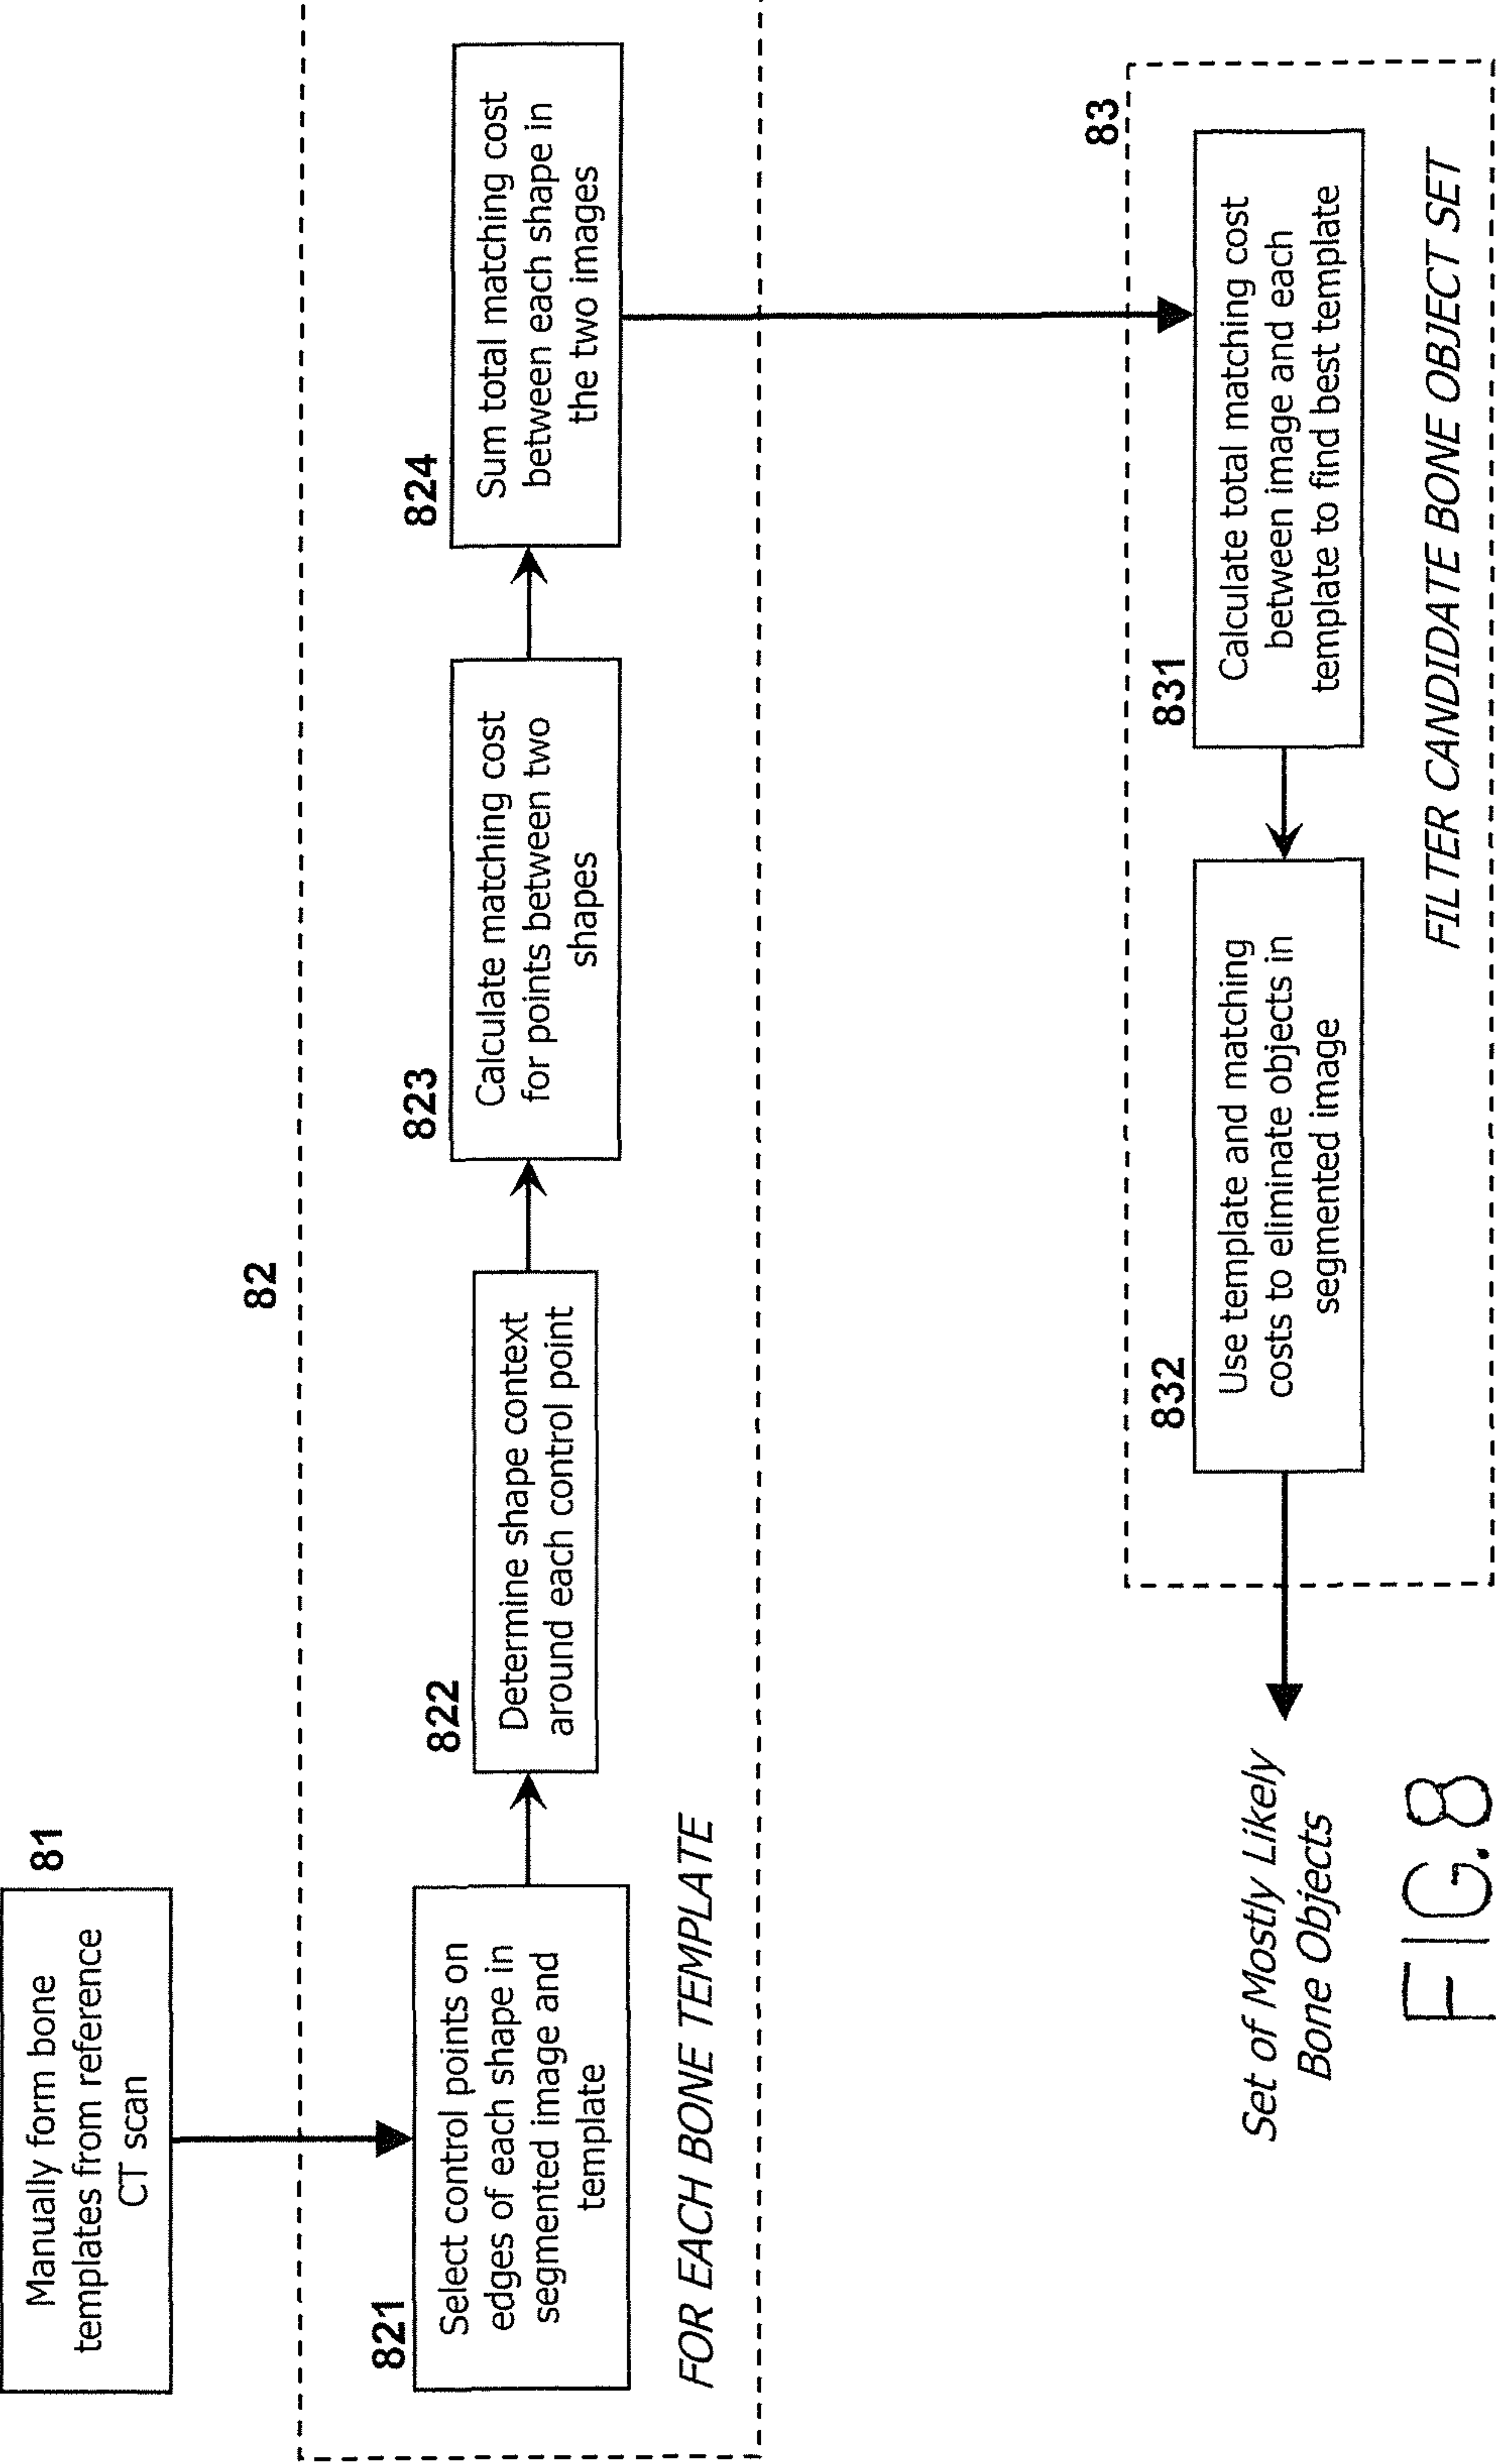 Manually form bone
templates from reference
CT scan
81
82
821
Select control points on
edges of each shape in
segmented image and
template
822
Determine shape context
around each control point
823
Calculate matching cost
for points between two
shapes
824
Sum total matching cost
between each shape in
the two images
FOR EACH BONE TEMPLATE
83
831
Calculate total matching cost
between image and each
template to find best template
832
Use template and matching
costs to eliminate objects in
segmented image
FILTER CANDIDATE BONE OBJECT SET
Set of Mostly Likely
Bone Objects
FIG.8